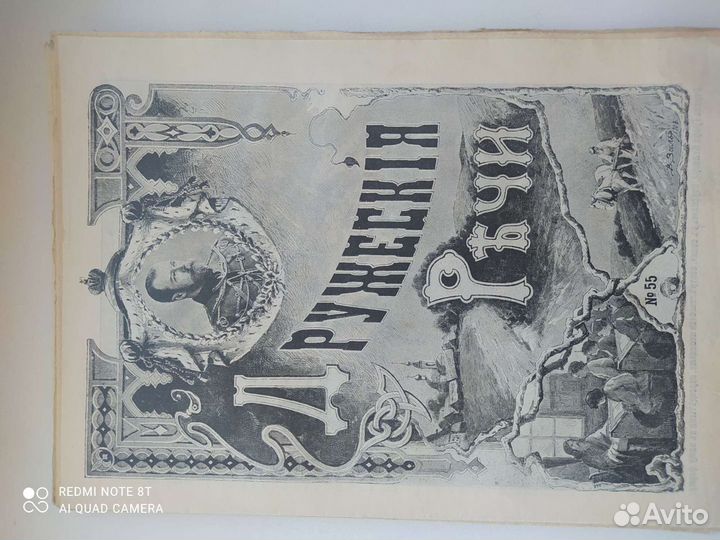 ДРУЖЕСКІЯ
РѢЧИ
№ 55
REDMI NOTE 8T
AI QUAD CAMERA
Avito